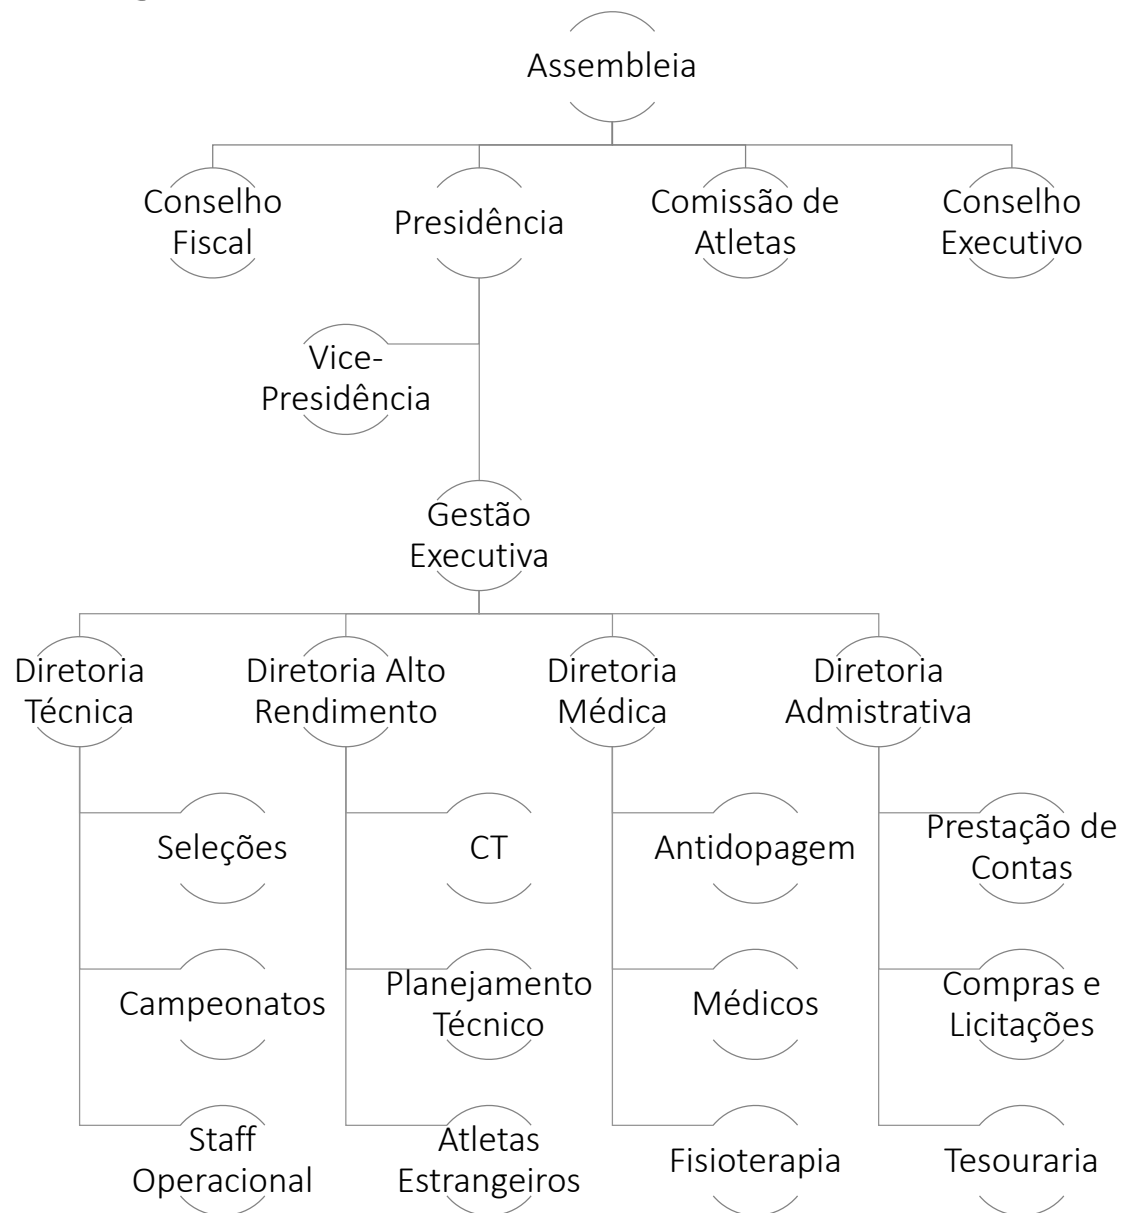 Assembleia
Conselho
Fiscal
Presidência
Comissão de
Atletas
Conselho
Executivo
Vice-
Presidência
Gestão
Executiva
Diretoria
Técnica
Diretoria Alto
Rendimento
Diretoria
Médica
Diretoria
Admistrativa
Seleções
CT
Antidopagem
Prestação de
Contas
Campeonatos
Planejamento
Técnico
Médicos
Compras e
Licitações
Staff
Operacional
Atletas
Estrangeiros
Fisioterapia
Tesouraria